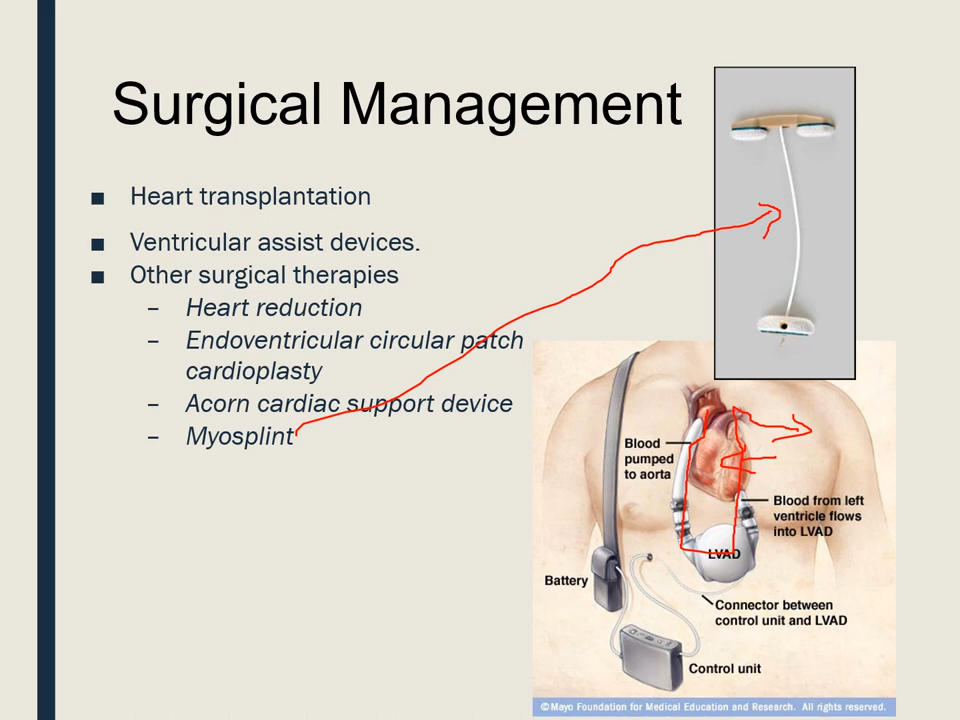 Surgical Management
■ Heart transplantation
■ Ventricular assist devices.
■ Other surgical therapies
– Heart reduction
– Endoventricular circular patch
cardioplasty
– Acorn cardiac support device
– Myosplint
Blood
pumped
to aorta
Blood from left
ventricle flows
into LVAD
LVAD
Battery
Connector between
control unit and LVAD
Control unit
©Mayo Foundation for Medical Education and Research. All rights reserved.